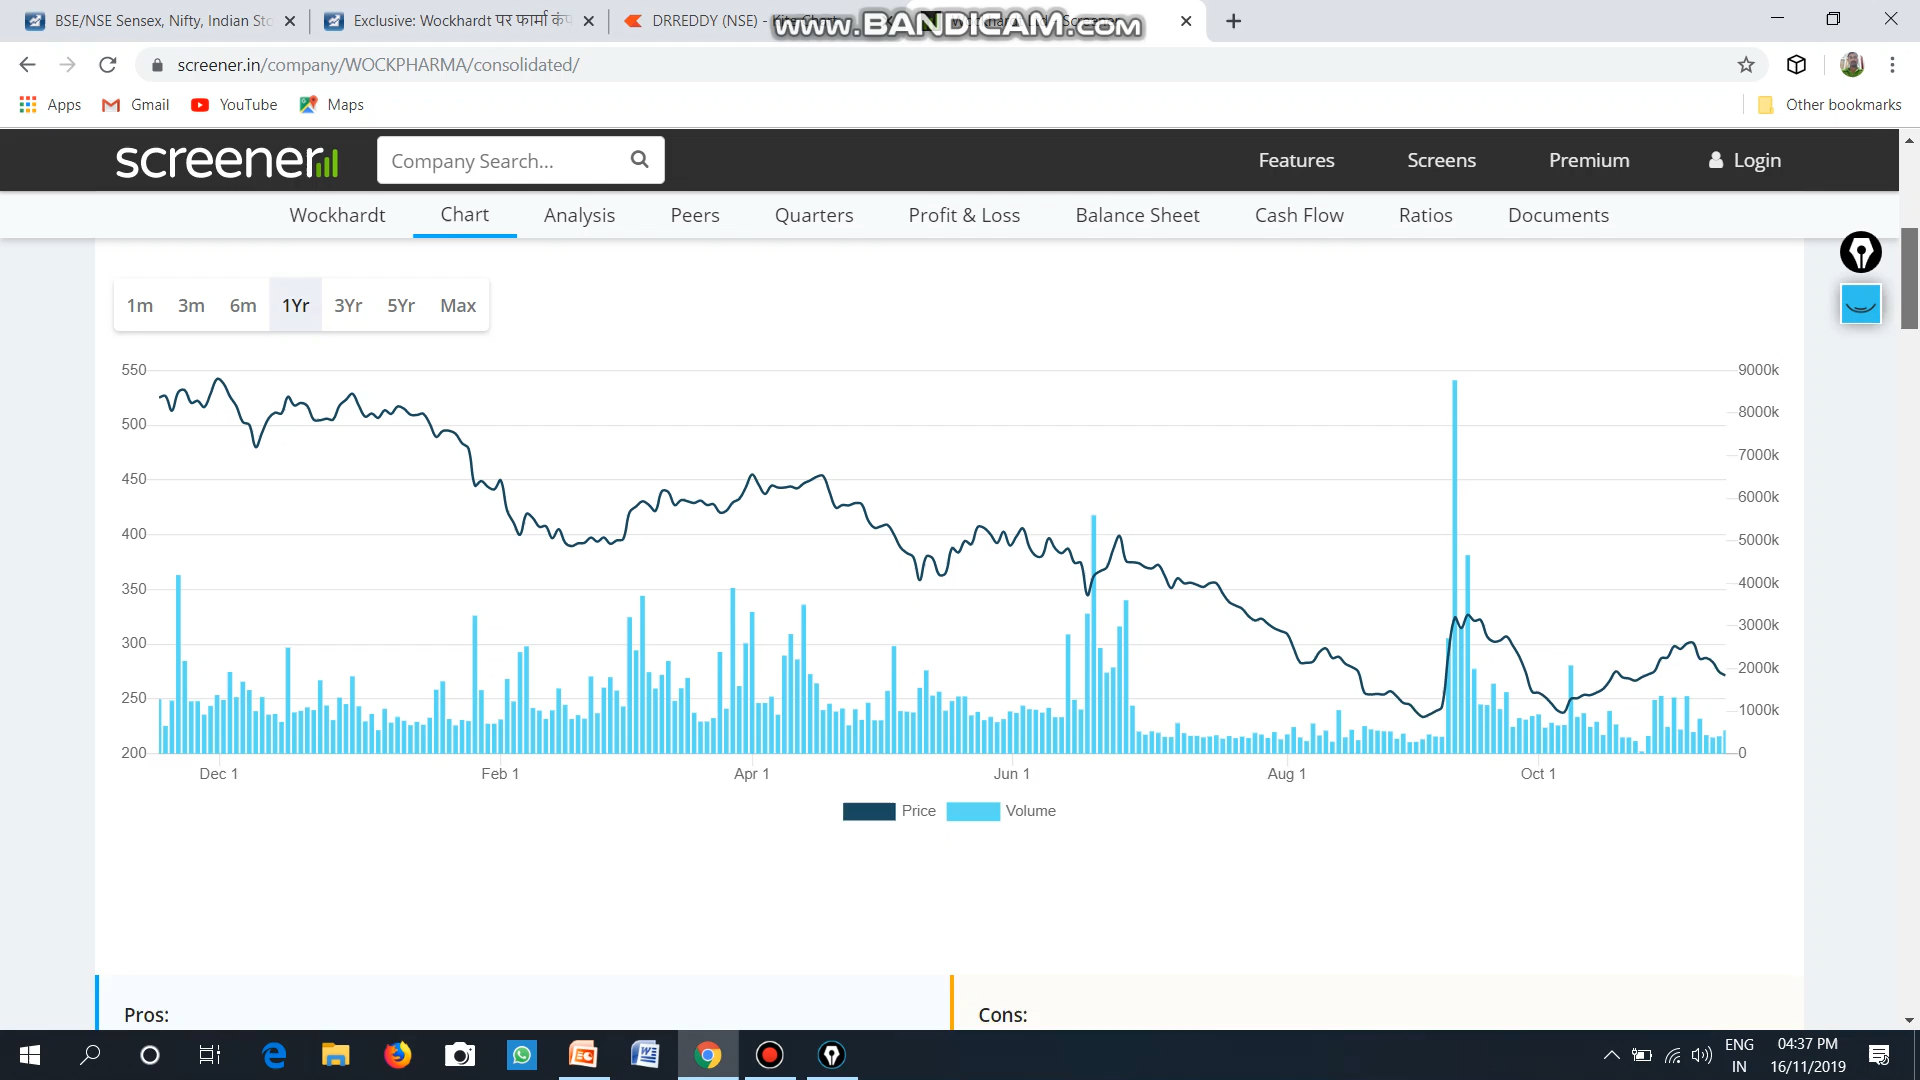 BSE/NSE Sensex, Nifty, Indian Sto
Exclusive: Wockhardt पर फार्मा कंप
DRREDDY (NSE) - Kite Chart
www.BANDICAM.com
screener.in/company/WOCKPHARMA/consolidated/
Apps
Gmail
YouTube
Maps
Other bookmarks
screener
Company Search...
Features
Screens
Premium
Login
Wockhardt
Chart
Analysis
Peers
Quarters
Profit & Loss
Balance Sheet
Cash Flow
Ratios
Documents
1m
3m
6m
1Yr
3Yr
5Yr
Max
550
500
450
400
350
300
250
200
9000k
8000k
7000k
6000k
5000k
4000k
3000k
2000k
1000k
0
Dec 1
Feb 1
Apr 1
Jun 1
Aug 1
Oct 1
Price
Volume
Pros:
Cons:
ENG
IN
04:37 PM
16/11/2019